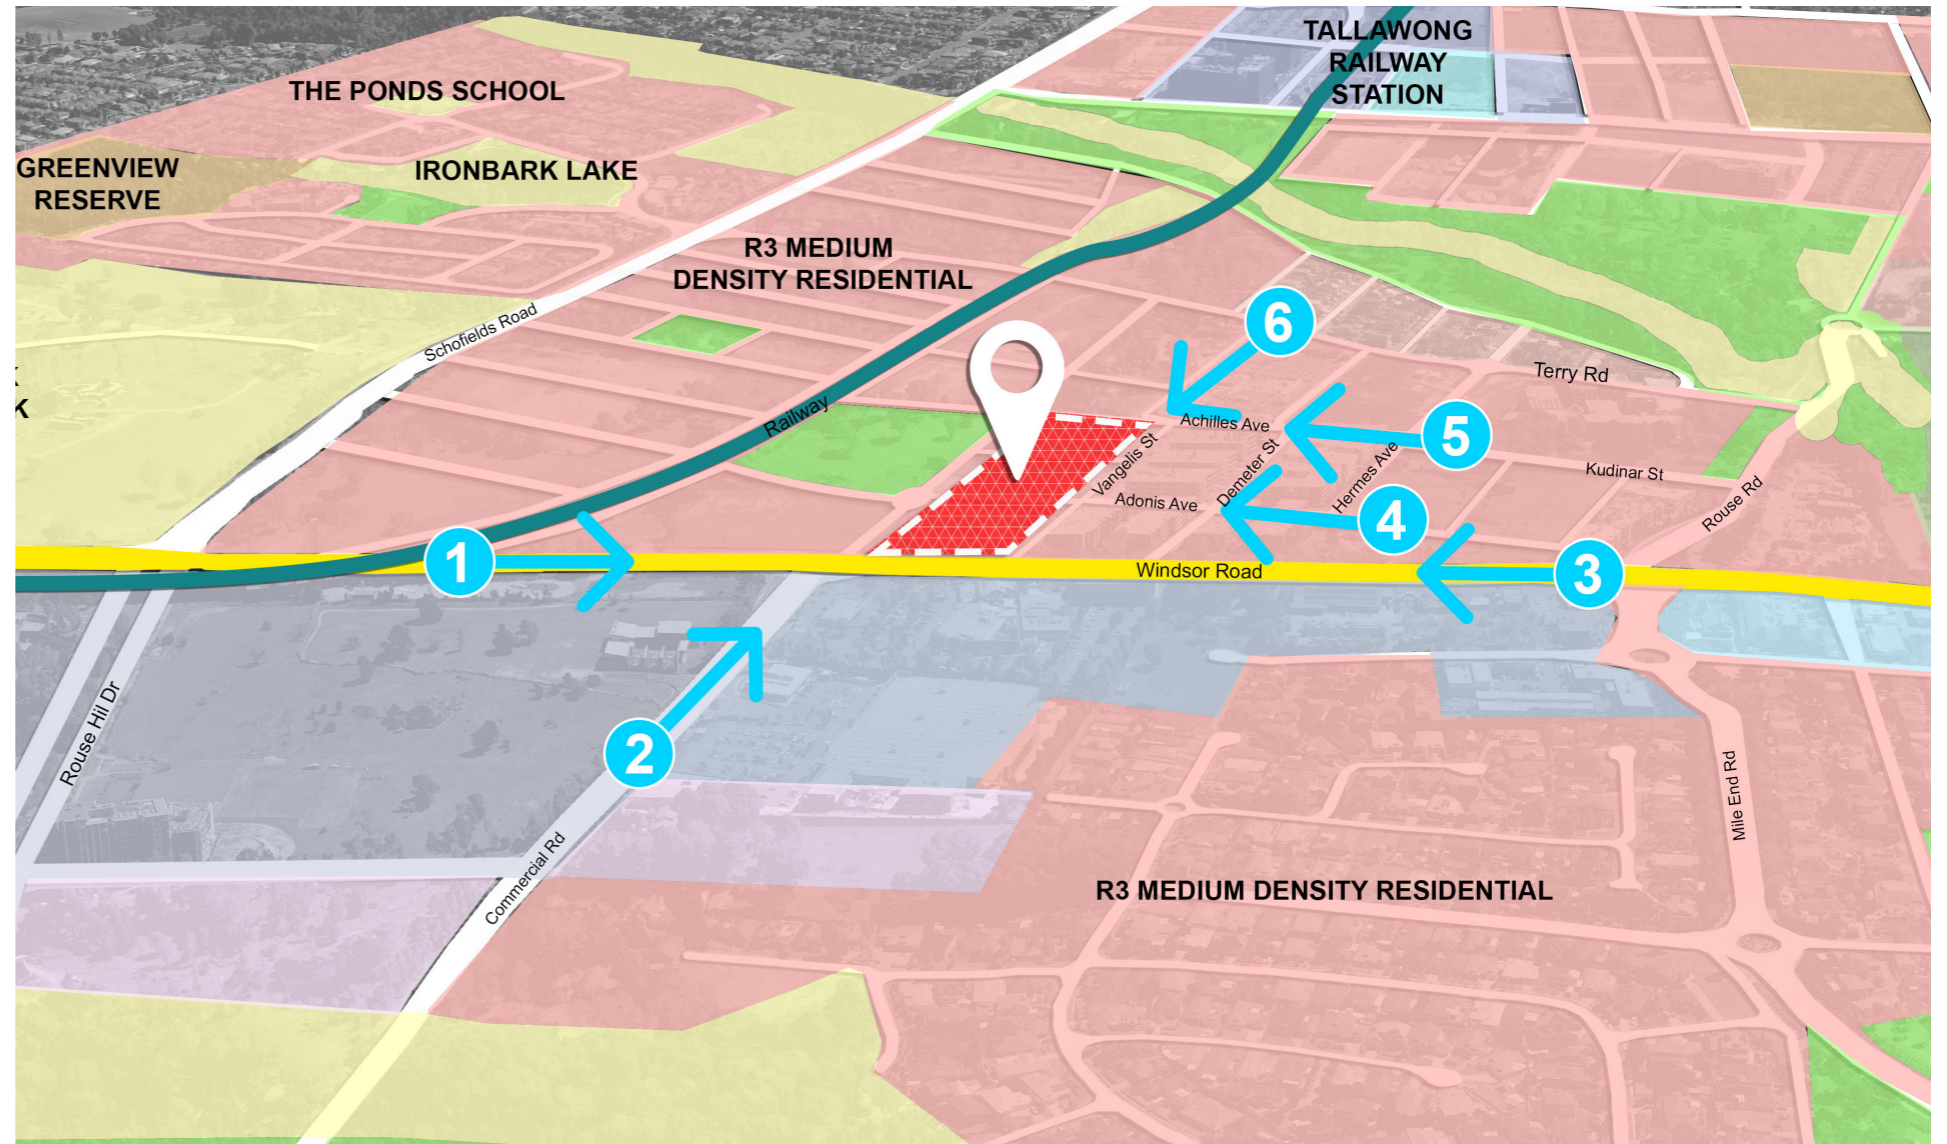 TALLAWONG
RAILWAY
STATION
THE PONDS SCHOOL
GREENVIEW
RESERVE
IRONBARK LAKE
R3 MEDIUM
DENSITY RESIDENTIAL
Schofields Road
6
Terry Rd
K
K
Railway
Achilles Ave
5
Vangelis St
Demeter St
Hermes Ave
Kudinar St
Adonis Ave
Rouse Rd
4
1
Windsor Road
3
Rouse Hil Dr
2
Commercial Rd
Mile End Rd
R3 MEDIUM DENSITY RESIDENTIAL